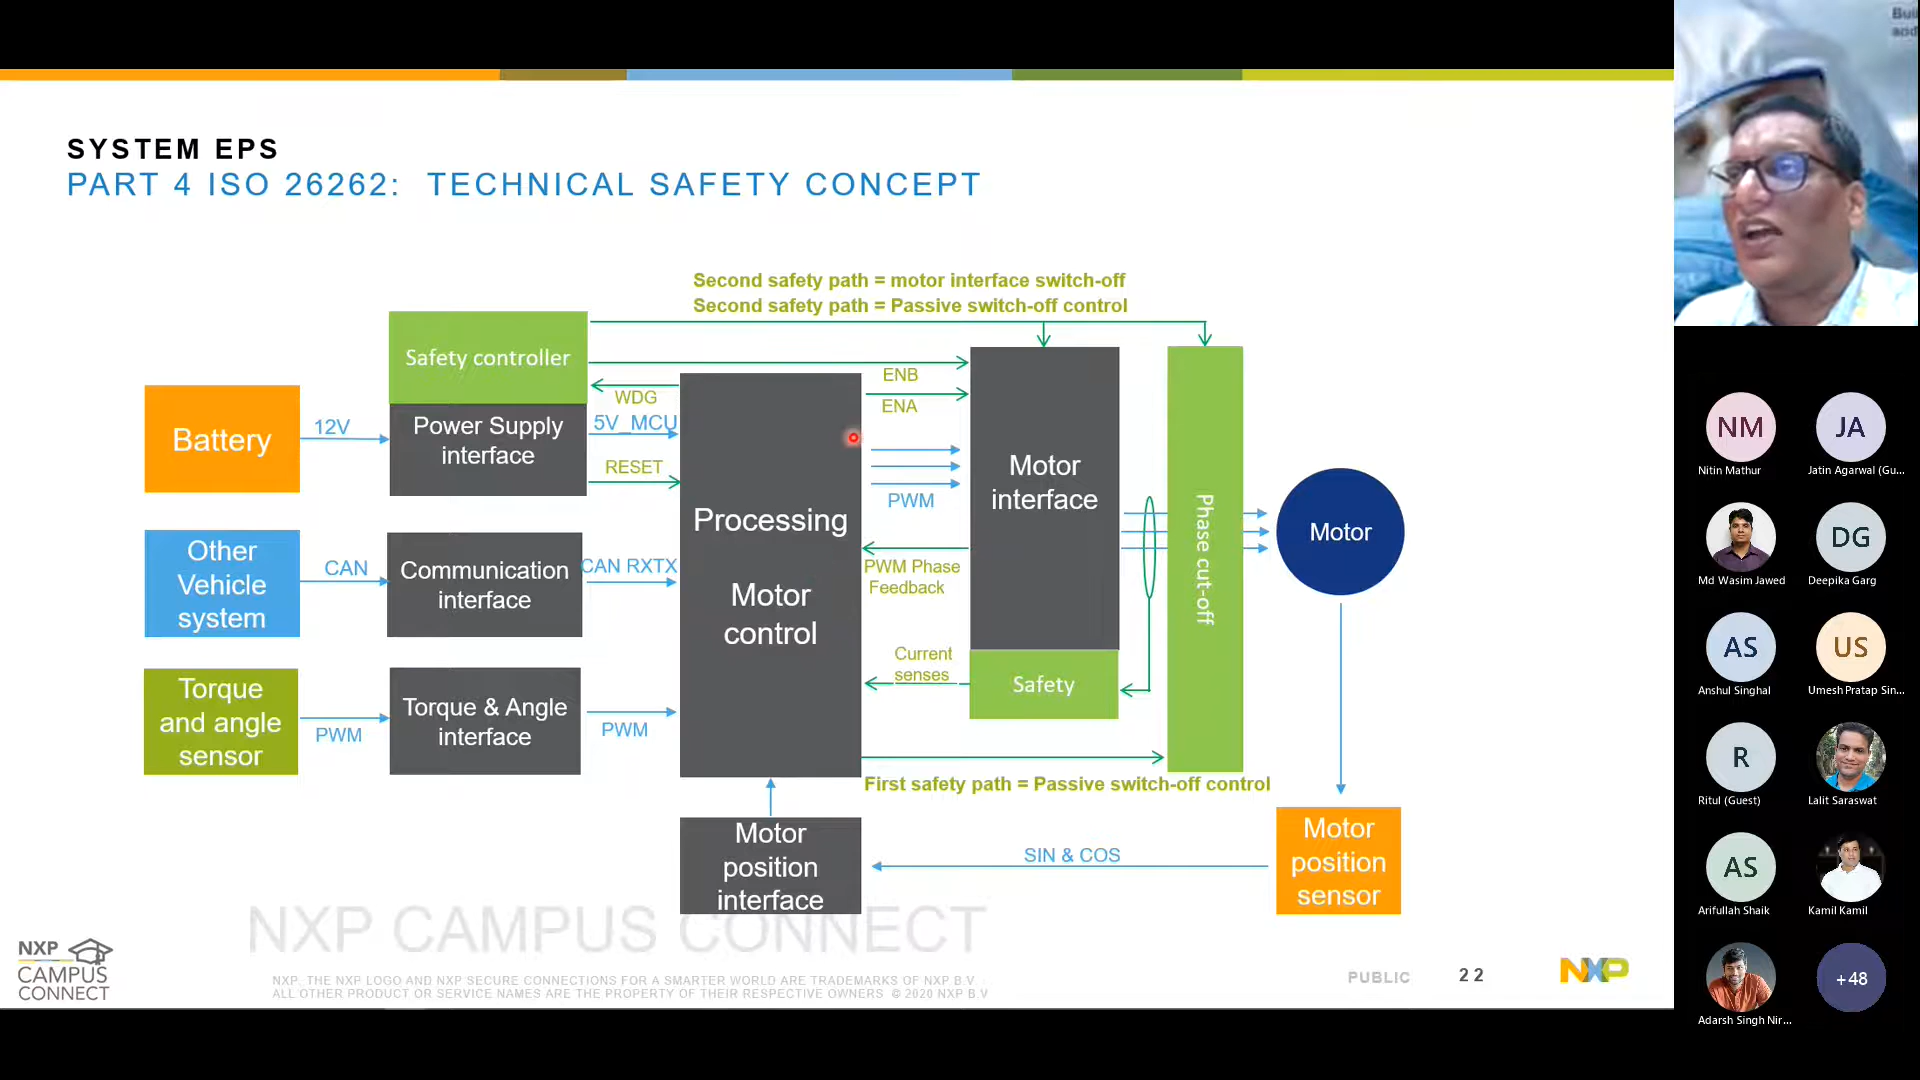 SYSTEM EPS
PART 4 ISO 26262: TECHNICAL SAFETY CONCEPT
Second safety path = motor interface switch-off
Second safety path = Passive switch-off control
Safety controller
Battery
12V
Power Supply
interface
WDG
5V_MCU
RESET
ENB
ENA
PWM
Processing
Motor
control
Motor
interface
PWM Phase
Feedback
Current
senses
Safety
Phase cut-off
Motor
Other
Vehicle
system
CAN
Communication
interface
CAN RXTX
Torque
and angle
sensor
PWM
Torque & Angle
interface
PWM
First safety path = Passive switch-off control
Motor
position
interface
SIN & COS
Motor
position
sensor
NXP CAMPUS CONNECT
NXP
CAMPUS
CONNECT
NXP, THE NXP LOGO AND NXP SECURE CONNECTIONS FOR A SMARTER WORLD ARE TRADEMARKS OF NXP B.V.
ALL OTHER PRODUCT OR SERVICE NAMES ARE THE PROPERTY OF THEIR RESPECTIVE OWNERS © 2020 NXP B.V
PUBLIC
22
NXP
NM
Nitin Mathur
JA
Jatin Agarwal (Gu...
Md Wasim Jawed
DG
Deepika Garg
AS
Anshul Singhal
US
Umesh Pratap Sin...
R
Ritul (Guest)
Lalit Saraswat
AS
Arifullah Shaik
Kamil Kamil
Adarsh Singh Nir...
+48